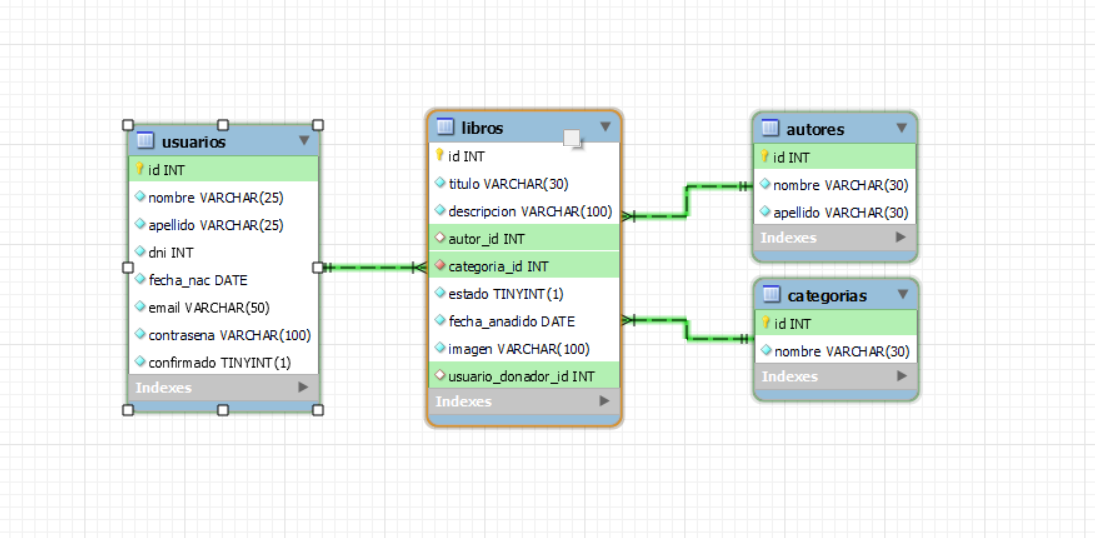 usuarios
id INT
nombre VARCHAR(25)
apellido VARCHAR(25)
dni INT
fecha_nac DATE
email VARCHAR(50)
contrasena VARCHAR(100)
confirmado TINYINT(1)
Indexes
libros
id INT
titulo VARCHAR(30)
descripcion VARCHAR(100)
autor_id INT
categoria_id INT
estado TINYINT(1)
fecha_anadido DATE
imagen VARCHAR(100)
usuario_donador_id INT
Indexes
autores
id INT
nombre VARCHAR(30)
apellido VARCHAR(30)
Indexes
categorias
id INT
nombre VARCHAR(30)
Indexes